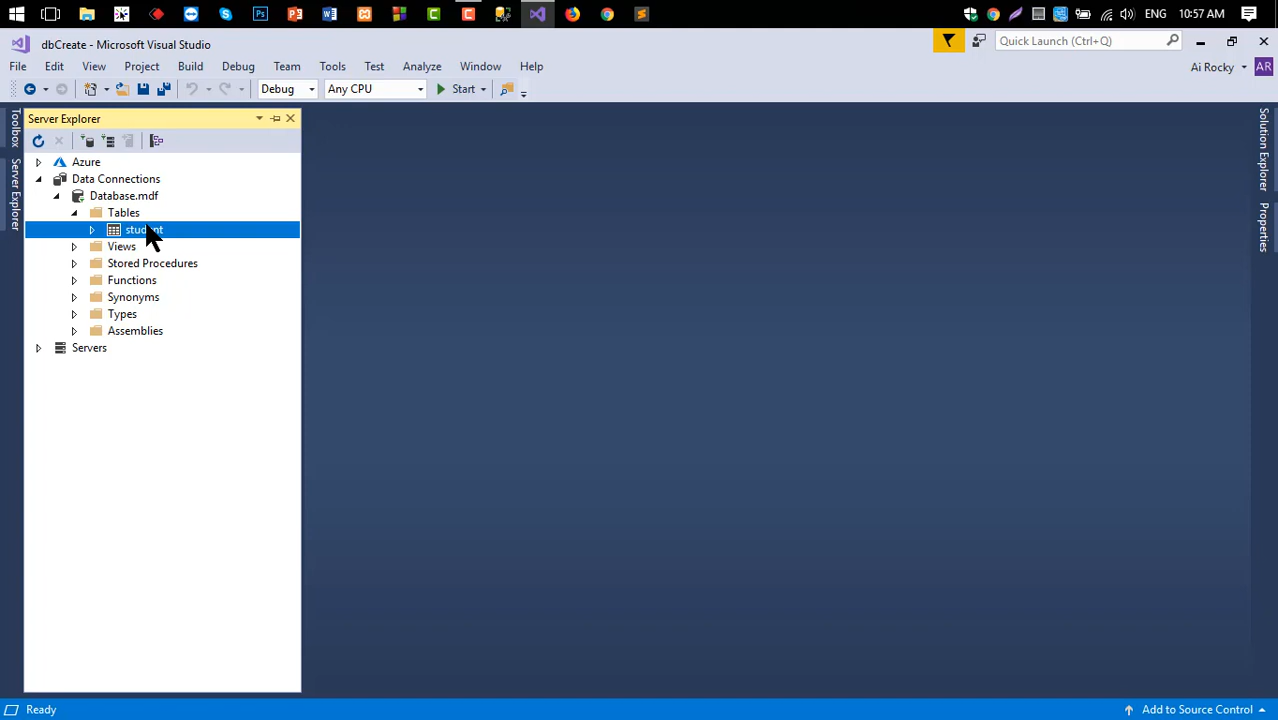 ENG
10:57 AM
dbCreate - Microsoft Visual Studio
Quick Launch (Ctrl+Q)
File Edit View Project Build Debug Team Tools Test Analyze Window Help
Ai Rocky AR
Debug Any CPU Start
Toolbox
Server Explorer
Server Explorer
Azure
Data Connections
Database.mdf
Tables
student
Views
Stored Procedures
Functions
Synonyms
Types
Assemblies
Servers
Solution Explorer
Properties
Ready
Add to Source Control